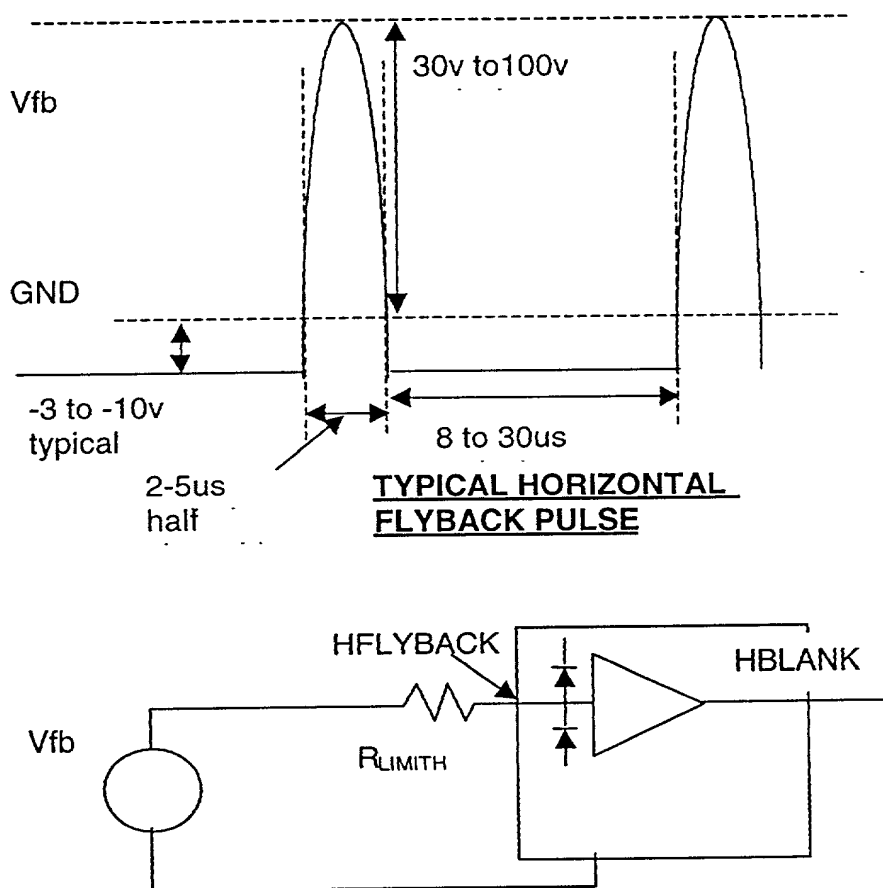 30v to100v
Vfb
GND
-3 to -10v
typical
8 to 30us
2-5us
half
TYPICAL HORIZONTAL
FLYBACK PULSE
HFLYBACK
HBLANK
Vfb
RLIMITH